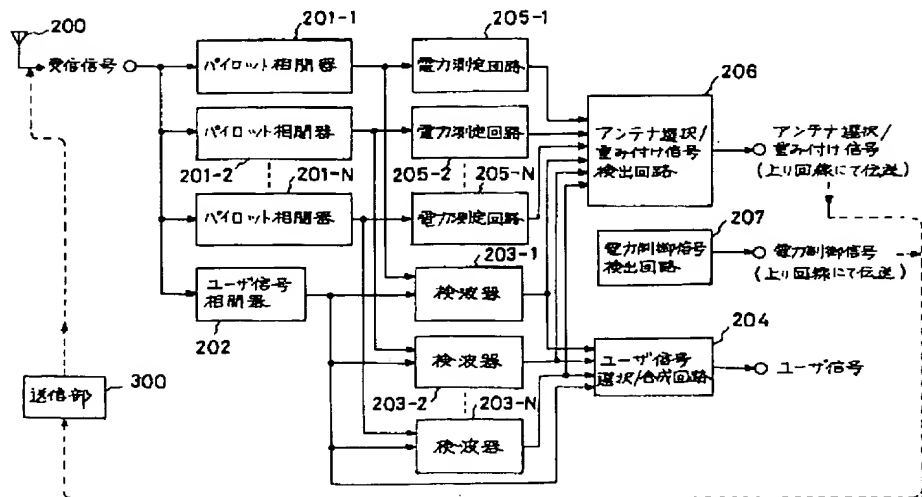 200
受信信号
201-1
パイロット相関器
パイロット相関器
201-2
201-N
パイロット相関器
ユーザ信号
相関器
202
205-1
電力測定回路
電力測定回路
205-2
205-N
電力測定回路
203-1
検波器
検波器
203-2
203-N
検波器
206
アンテナ選択/
重み付け信号
検出回路
アンテナ選択/
重み付け信号
(上り回線にて伝送)
207
電力制御信号
検出回路
電力制御信号
(上り回線にて伝送)
204
ユーザ信号
選択/合成回路
ユーザ信号
300
送信部